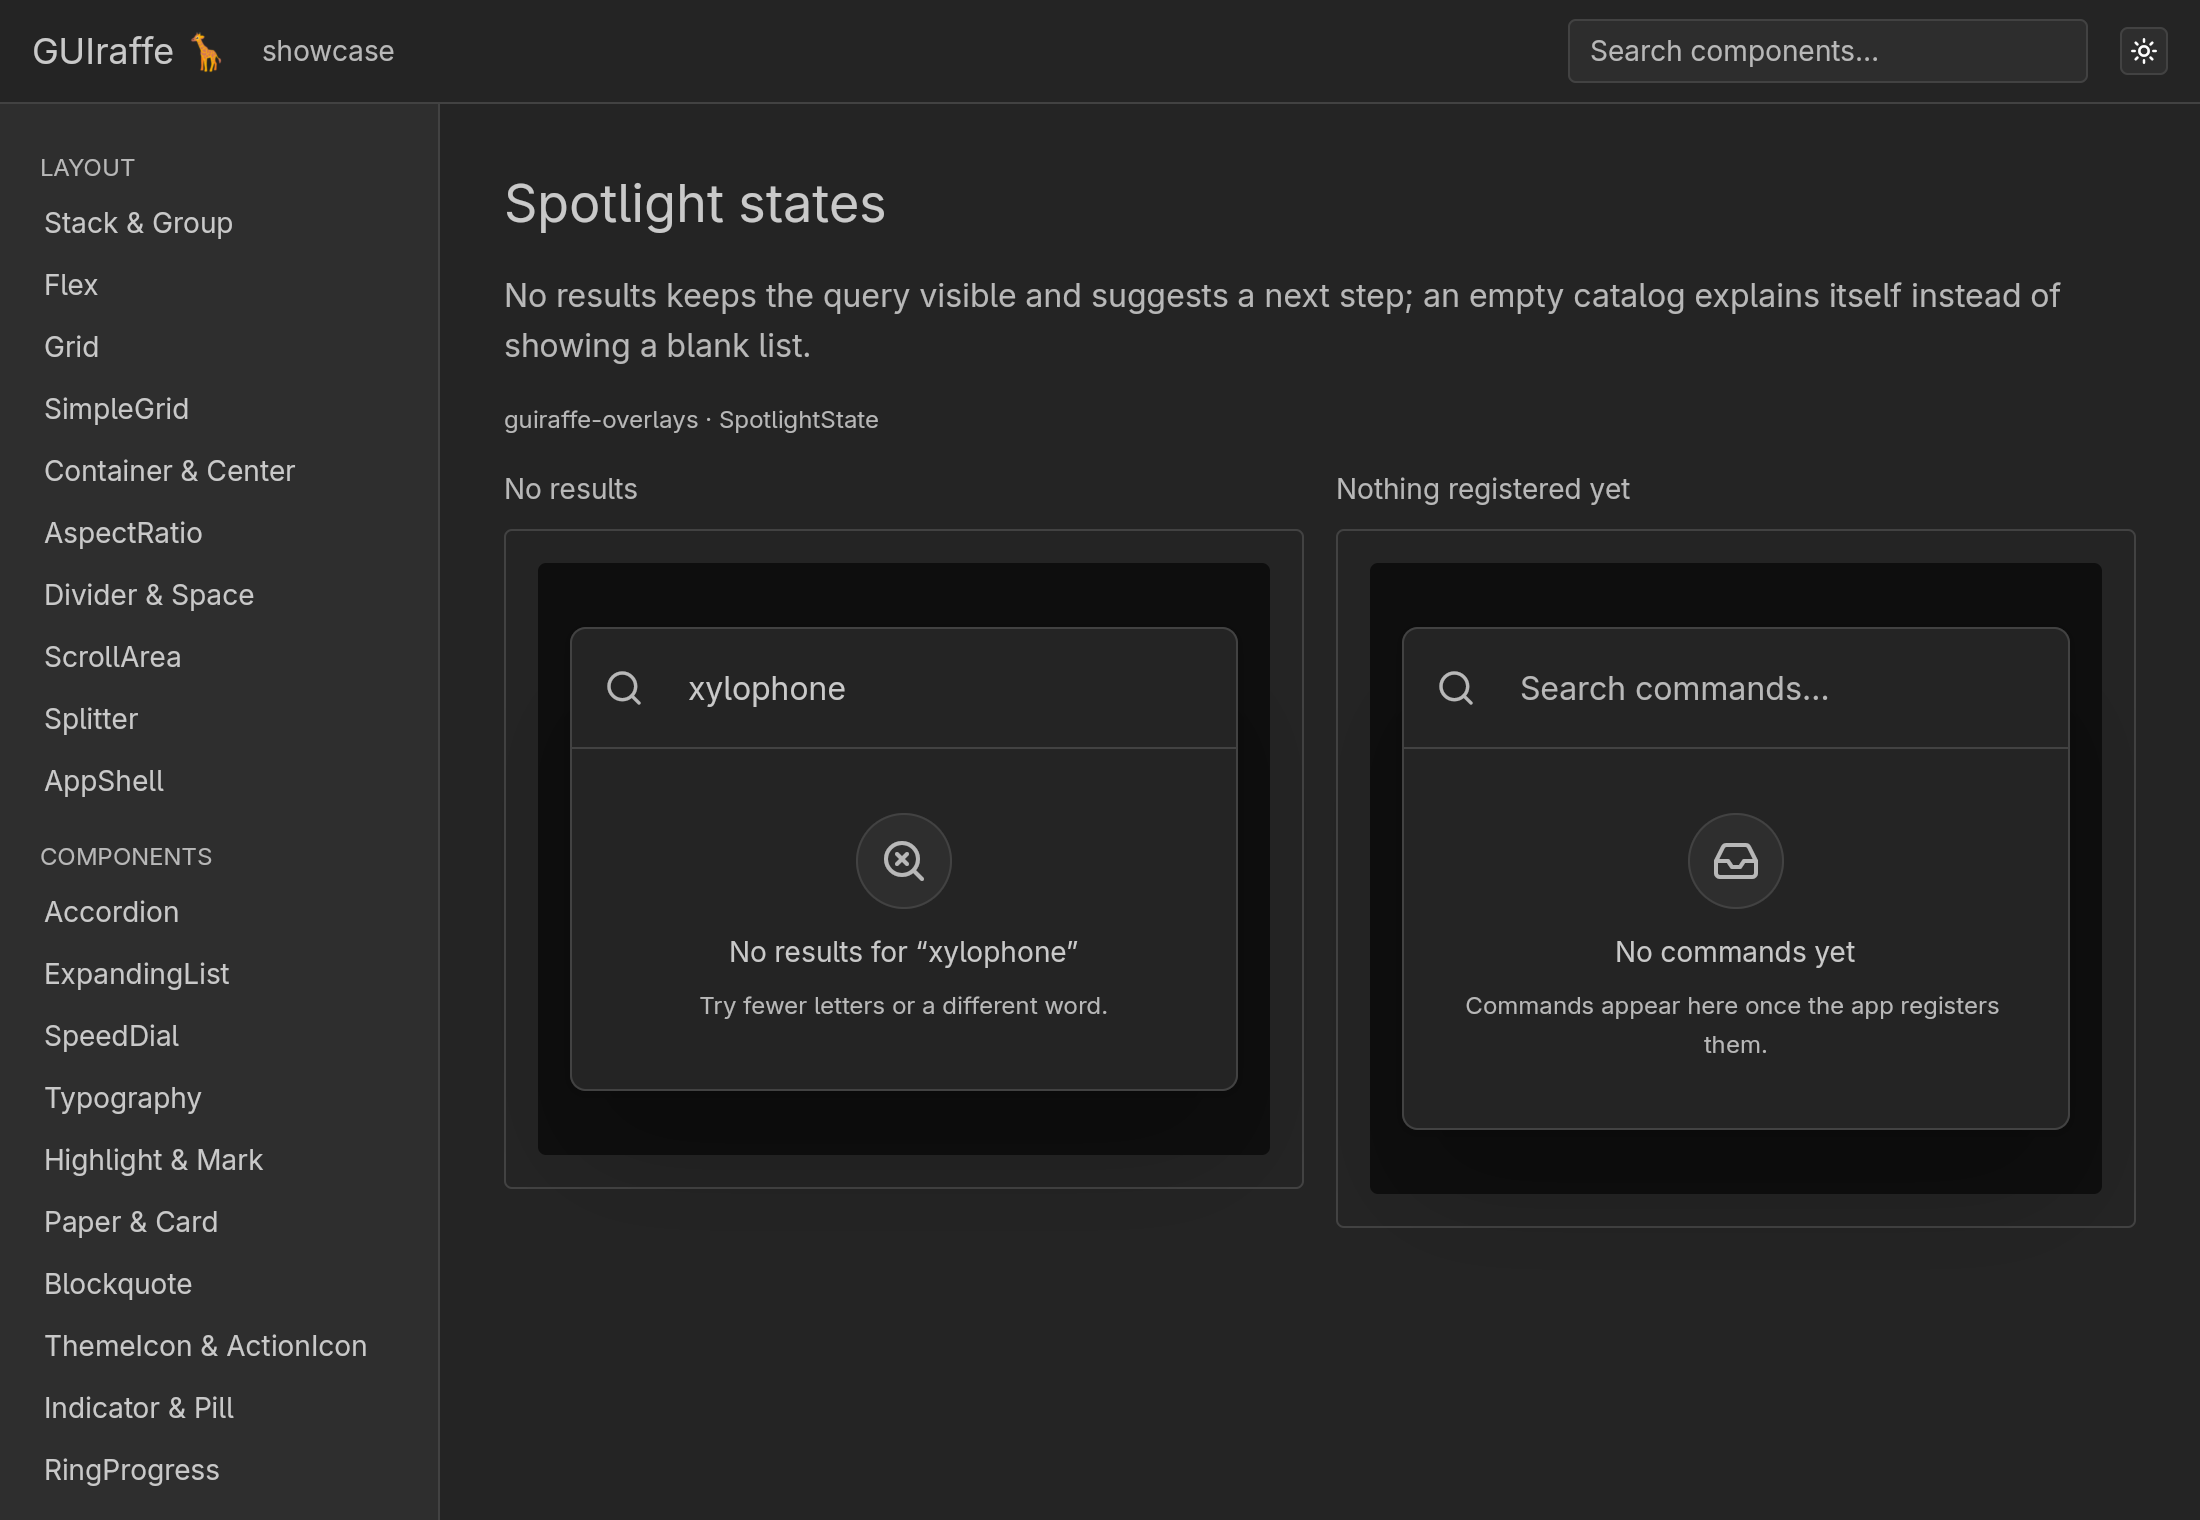 GUIraffe 🦒 showcase
Search components...
LAYOUT
Stack & Group
Flex
Grid
SimpleGrid
Container & Center
AspectRatio
Divider & Space
ScrollArea
Splitter
AppShell
COMPONENTS
Accordion
ExpandingList
SpeedDial
Typography
Highlight & Mark
Paper & Card
Blockquote
ThemeIcon & ActionIcon
Indicator & Pill
RingProgress
Spotlight states
No results keeps the query visible and suggests a next step; an empty catalog explains itself instead of
showing a blank list.
guiraffe-overlays · SpotlightState
No results
xylophone
No results for “xylophone”
Try fewer letters or a different word.
Nothing registered yet
Search commands...
No commands yet
Commands appear here once the app registers
them.